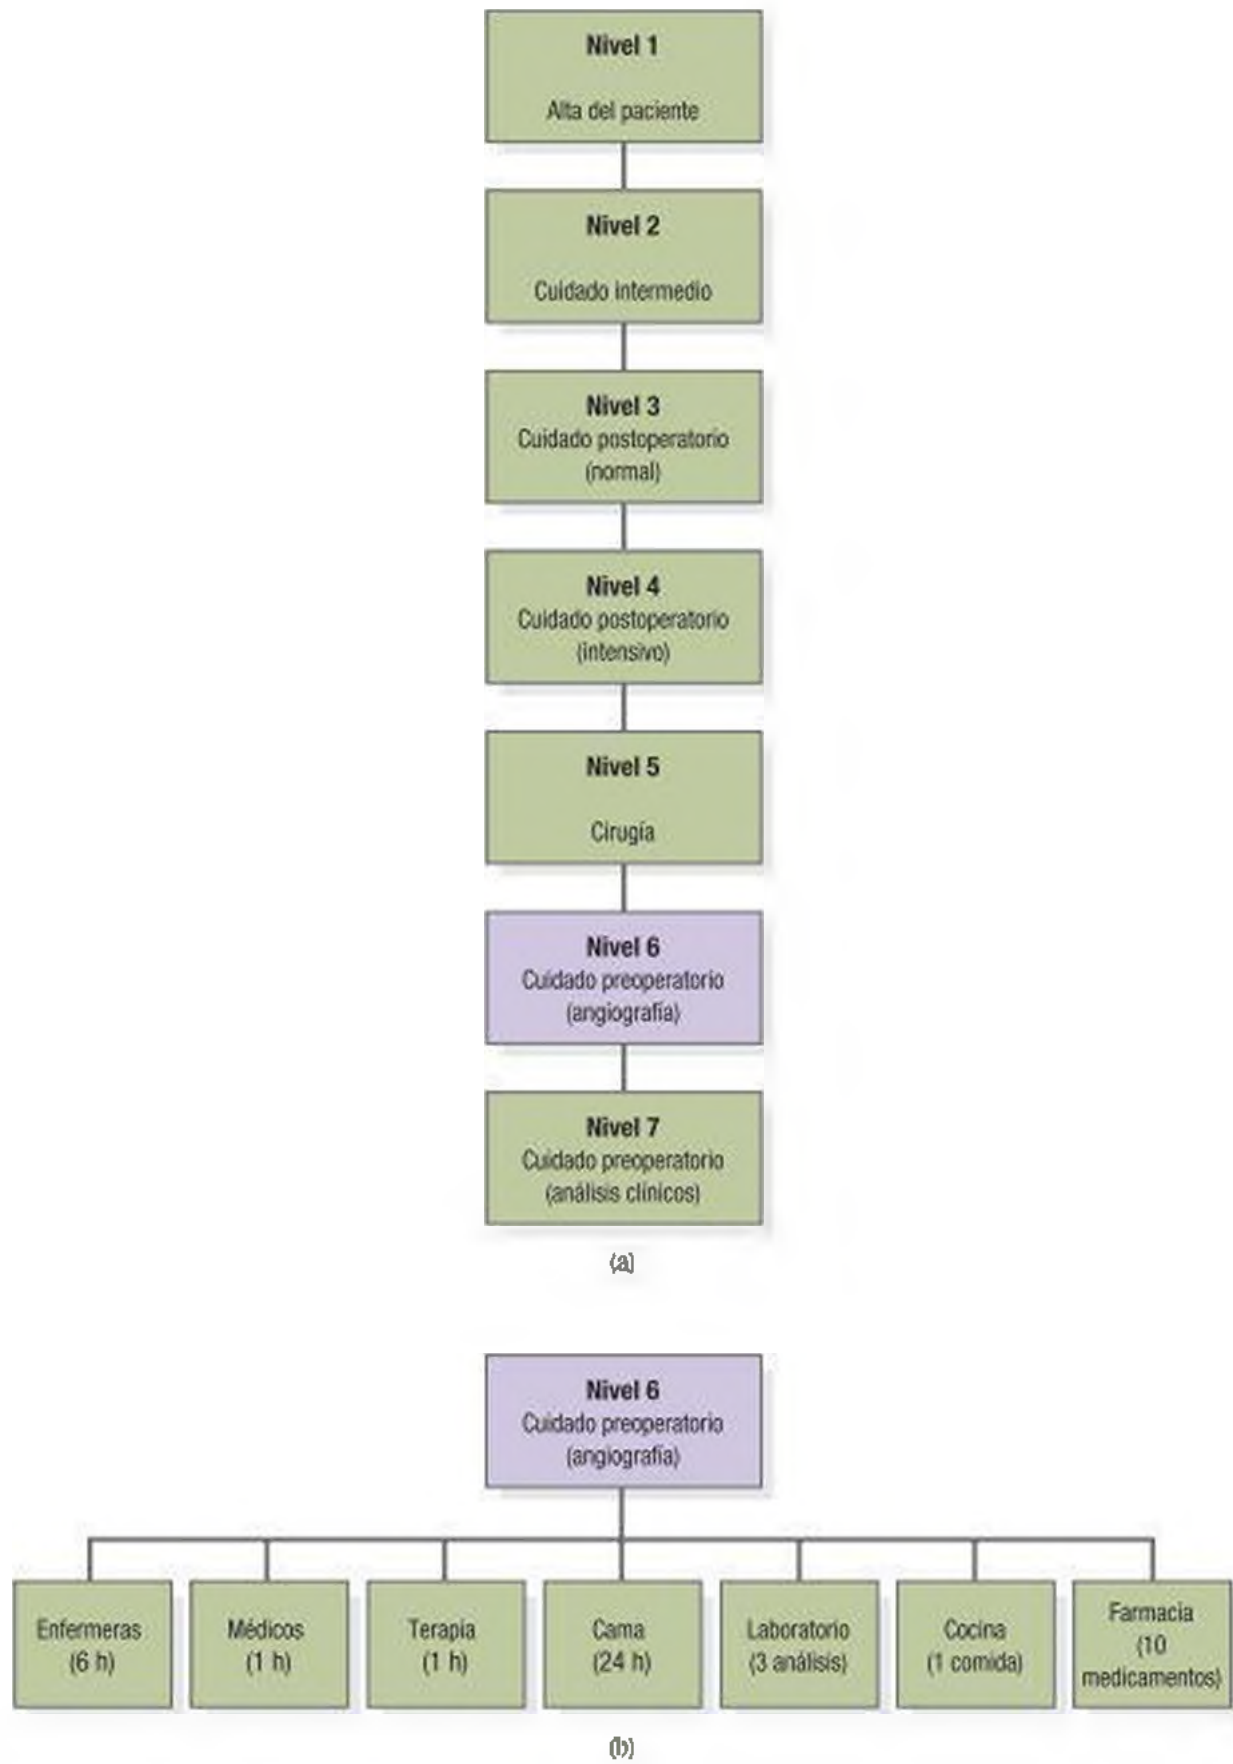 Nivel 1
Alta del paciente
Nivel 2
Cuidado intermedio
Nivel 3
Cuidado postoperatorio
(normal)
Nivel 4
Cuidado postoperatorio
(intensivo)
Nivel 5
Cirugía
Nivel 6
Cuidado preoperatorio
(angiografía)
Nivel 7
Cuidado preoperatorio
(análisis clínicos)
(a)
Nivel 6
Cuidado preoperatorio
(angiografía)
Enfermeras
(6 h)
Médicos
(1 h)
Terapia
(1 h)
Cama
(24 h)
Laboratorio
(3 análisis)
Cocina
(1 comida)
Farmacia
(10
medicamentos)
(b)